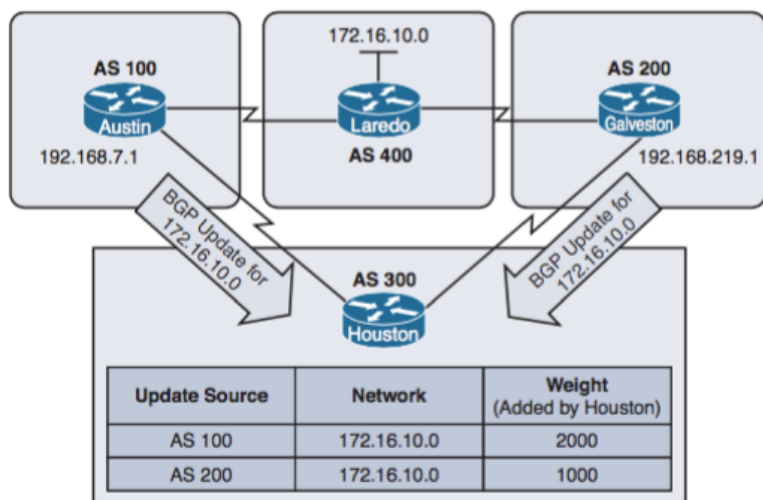 172.16.10.0
AS 100
AS 200
Austin
Laredo
Galveston
192.168.7.1
AS 400
192.168.219.1
BGP Update for
172.16.10.0
BGP Update for
172.16.10.0
AS 300
Houston
Update Source Network Weight
(Added by Houston)
AS 100 172.16.10.0 2000
AS 200 172.16.10.0 1000